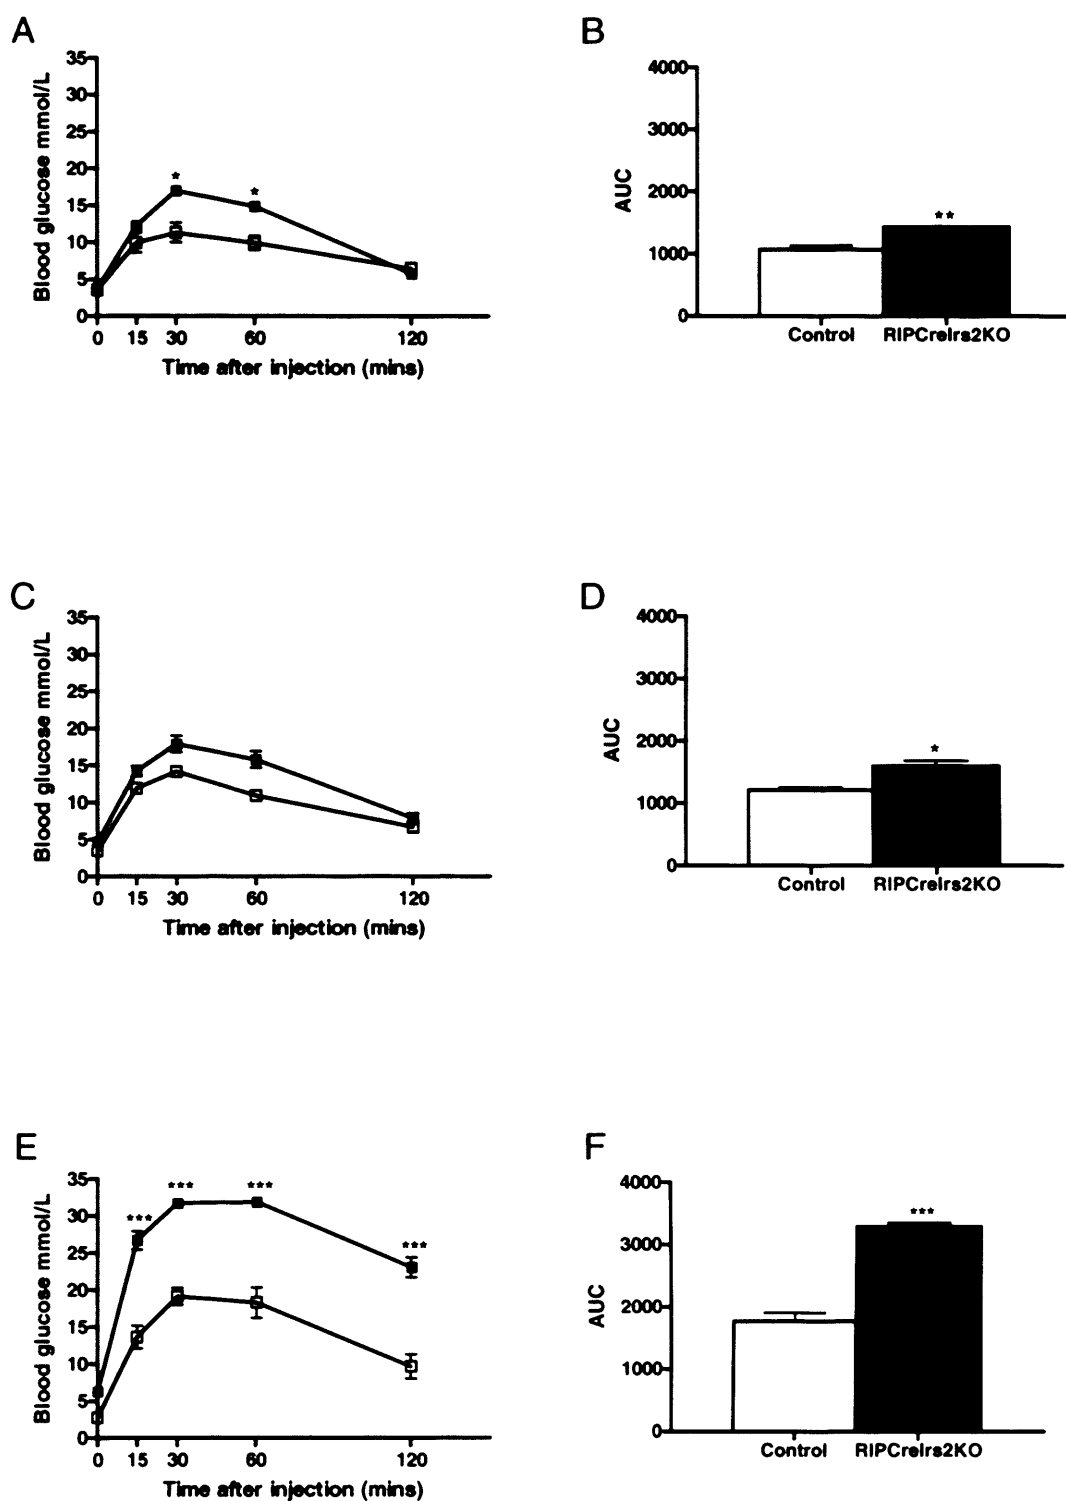 A
Blood glucose mmol/L
35
30
25
20
15
10
5
0
*
*
0 15 30 60 120
Time after injection (mins)
B
AUC
4000
3000
2000
1000
0
**
Control RIPCreIrs2KO
C
Blood glucose mmol/L
35
30
25
20
15
10
5
0
0 15 30 60 120
Time after injection (mins)
D
AUC
4000
3000
2000
1000
0
*
Control RIPCreIrs2KO
E
Blood glucose mmol/L
35
30
25
20
15
10
5
0
***
***
***
***
0 15 30 60 120
Time after injection (mins)
F
AUC
4000
3000
2000
1000
0
***
Control RIPCreIrs2KO